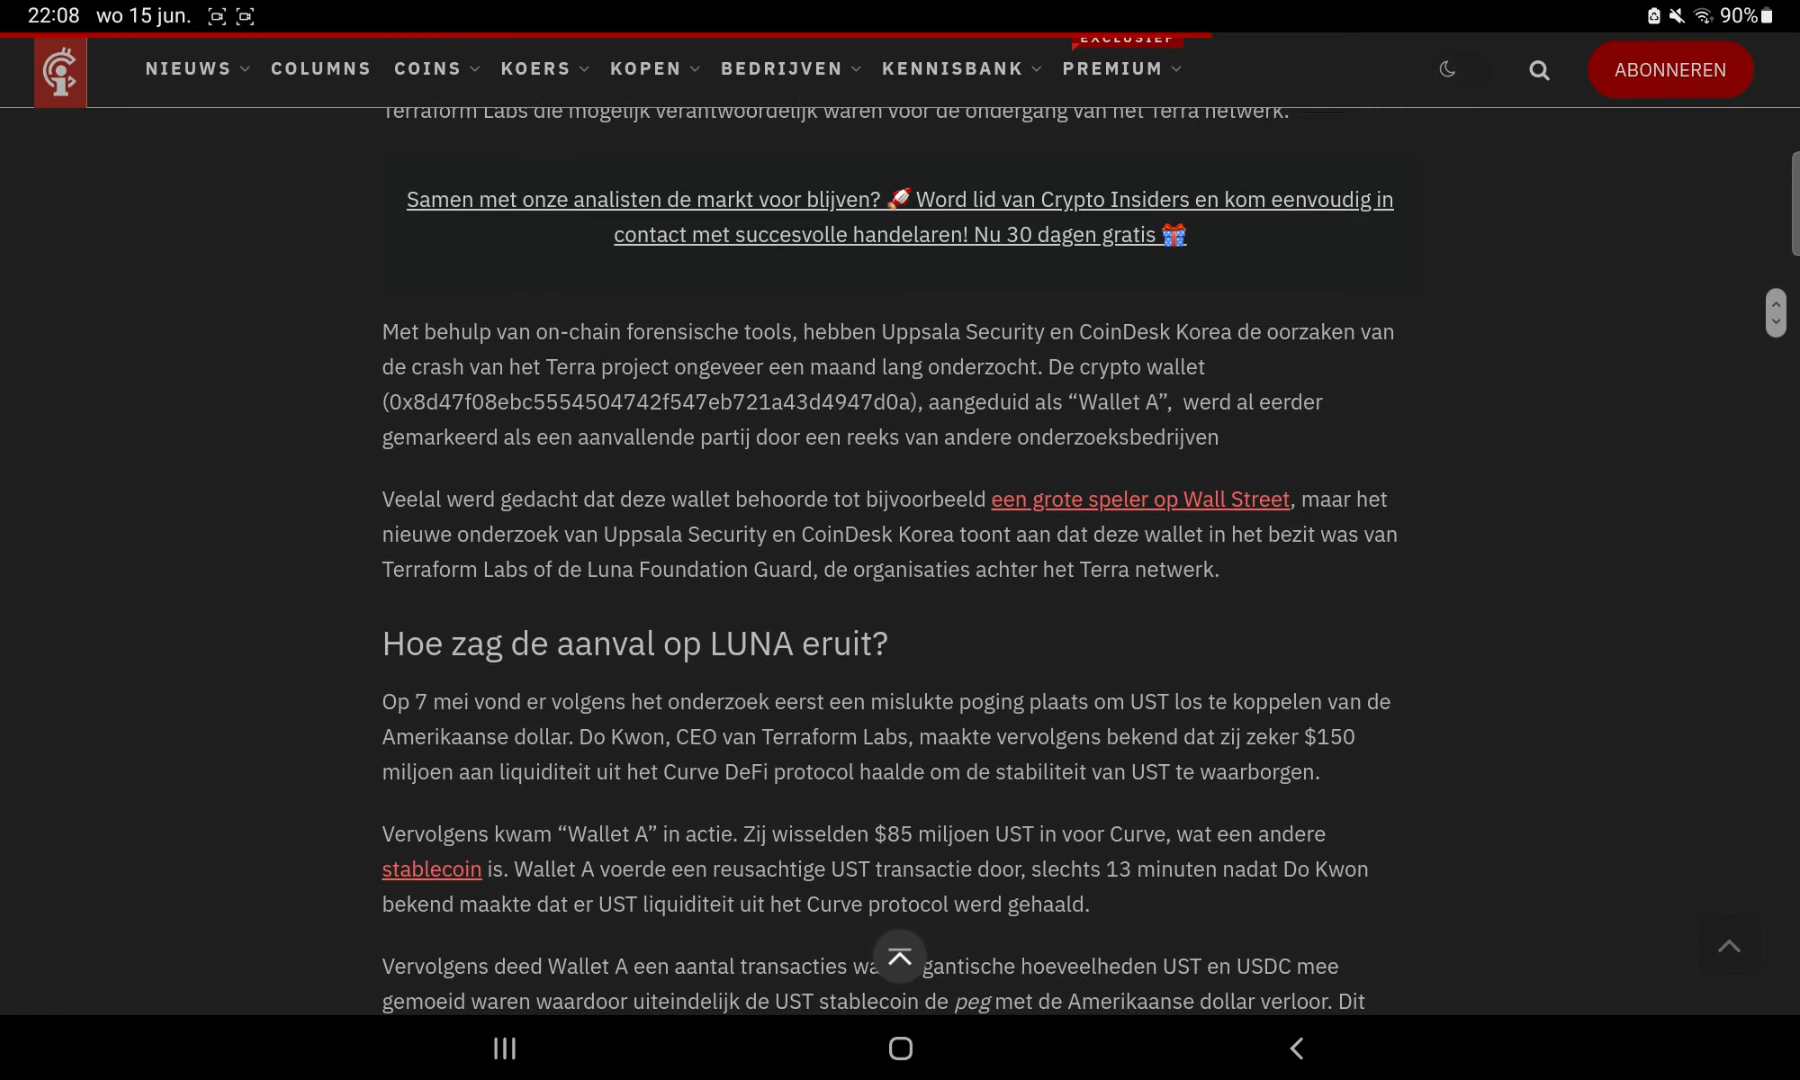 22:08 wo 15 jun. 90%
EXCLUSIEF
NIEUWS COLUMNS COINS KOERS KOPEN BEDRIJVEN KENNISBANK PREMIUM ABONNEREN
Terraform Labs die mogelijk verantwoordelijk waren voor de ondergang van het Terra netwerk.
Samen met onze analisten de markt voor blijven? 🚀 Word lid van Crypto Insiders en kom eenvoudig in
contact met succesvolle handelaren! Nu 30 dagen gratis 🎁
Met behulp van on-chain forensische tools, hebben Uppsala Security en CoinDesk Korea de oorzaken van
de crash van het Terra project ongeveer een maand lang onderzocht. De crypto wallet
(0x8d47f08ebc5554504742f547eb721a43d4947d0a), aangeduid als “Wallet A”, werd al eerder
gemarkeerd als een aanvallende partij door een reeks van andere onderzoeksbedrijven
Veelal werd gedacht dat deze wallet behoorde tot bijvoorbeeld een grote speler op Wall Street, maar het
nieuwe onderzoek van Uppsala Security en CoinDesk Korea toont aan dat deze wallet in het bezit was van
Terraform Labs of de Luna Foundation Guard, de organisaties achter het Terra netwerk.
Hoe zag de aanval op LUNA eruit?
Op 7 mei vond er volgens het onderzoek eerst een mislukte poging plaats om UST los te koppelen van de
Amerikaanse dollar. Do Kwon, CEO van Terraform Labs, maakte vervolgens bekend dat zij zeker $150
miljoen aan liquiditeit uit het Curve DeFi protocol haalde om de stabiliteit van UST te waarborgen.
Vervolgens kwam “Wallet A” in actie. Zij wisselden $85 miljoen UST in voor Curve, wat een andere
stablecoin is. Wallet A voerde een reusachtige UST transactie door, slechts 13 minuten nadat Do Kwon
bekend maakte dat er UST liquiditeit uit het Curve protocol werd gehaald.
Vervolgens deed Wallet A een aantal transacties hoeveelheden UST en USDC mee
gemoeid waren waardoor uiteindelijk de UST stablecoin de peg met de Amerikaanse dollar verloor. Dit